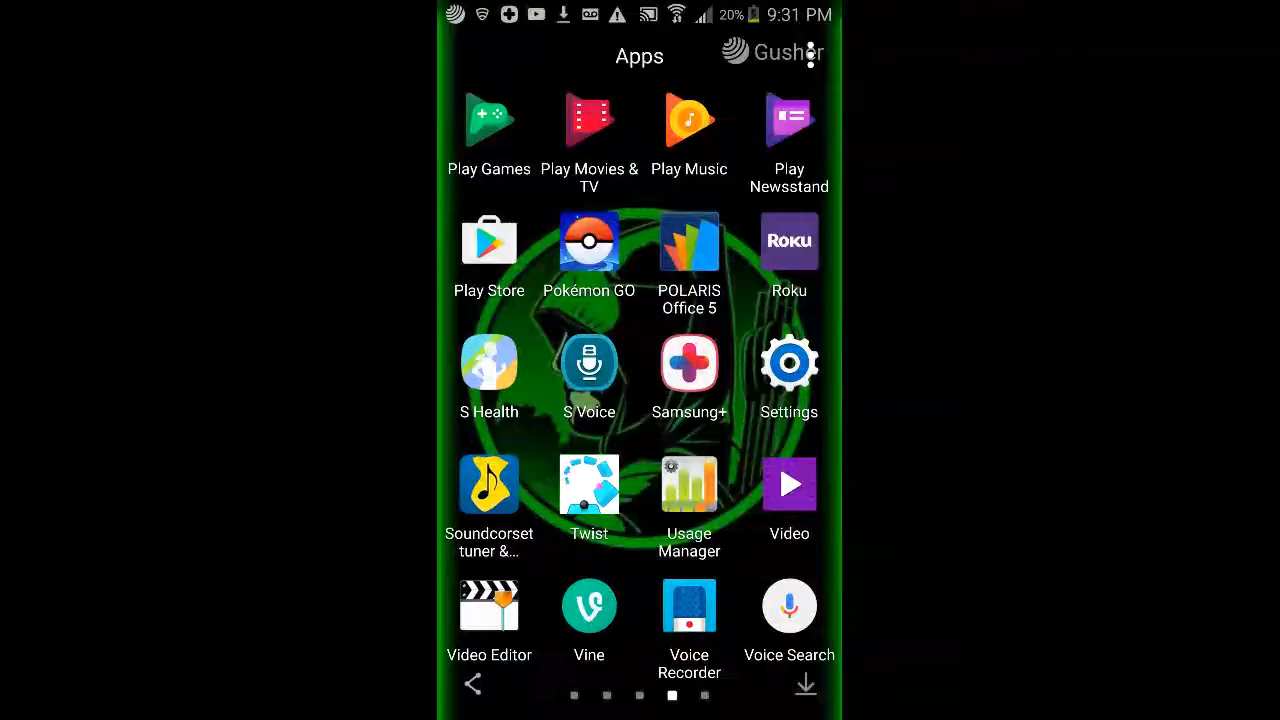 20% 9:31 PM
Apps
Gusher
Play Games
Play Movies & TV
Play Music
Play Newsstand
Play Store
Pokémon GO
POLARIS Office 5
Roku
Roku
S Health
S Voice
Samsung+
Settings
Soundcorset tuner &...
Twist
Usage Manager
Video
Video Editor
Vine
Voice Recorder
Voice Search